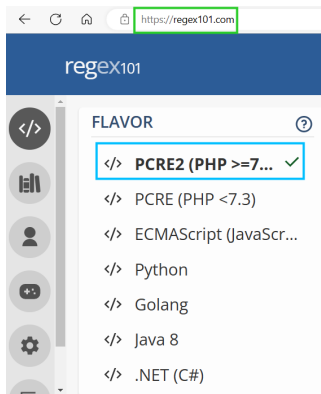 https://regex101.com
regex101
FLAVOR
</> PCRE2 (PHP >=7...
</> PCRE (PHP <7.3)
</> ECMAScript (JavaScr...
</> Python
</> Golang
</> Java 8
</> .NET (C#)